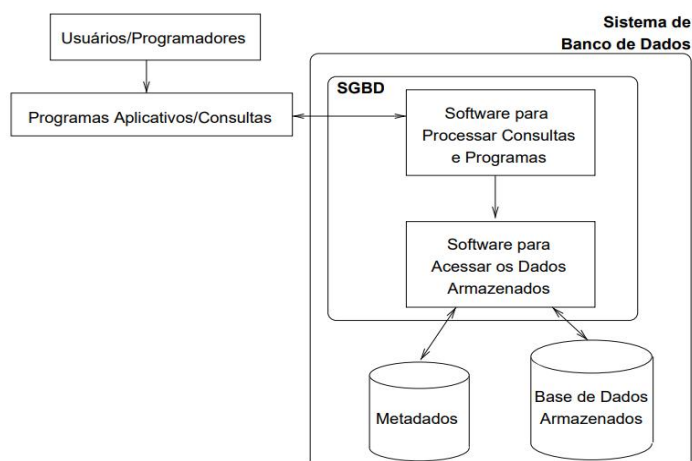 Sistema de
Banco de Dados
Usuários/Programadores
SGBD
Programas Aplicativos/Consultas
Software para
Processar Consultas
e Programas
Software para
Acessar os Dados
Armazenados
Metadados
Base de Dados
Armazenados